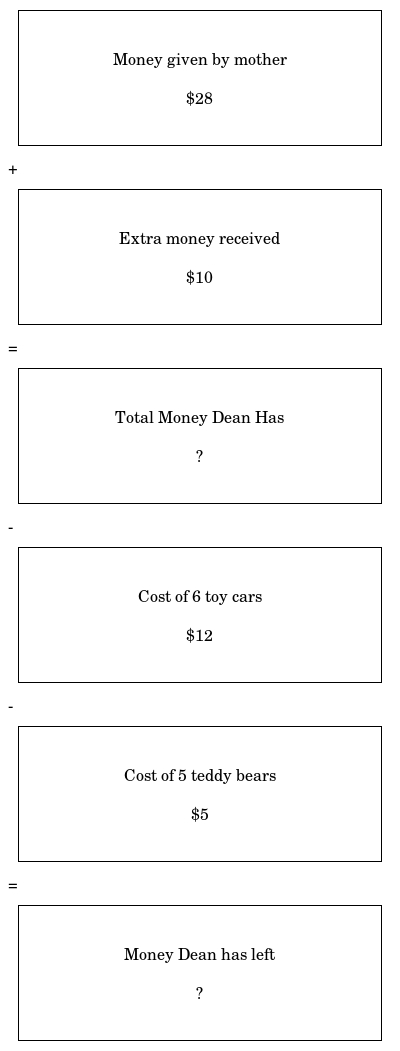 Money given by mother
$28
+
Extra money received
$10
=
Total Money Dean Has
?
-
Cost of 6 toy cars
$12
-
Cost of 5 teddy bears
$5
=
Money Dean has left
?